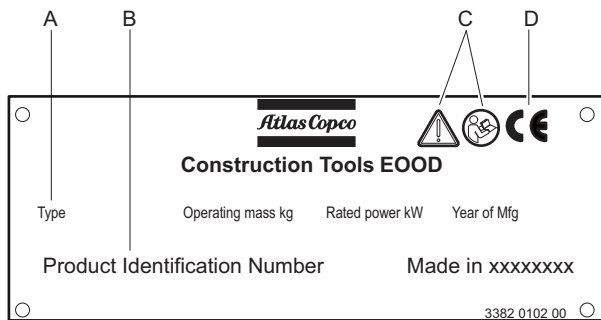 A B C D
Atlas Copco
CE
Construction Tools EOOD
Type Operating mass kg Rated power kW Year of Mfg
Product Identification Number Made in xxxxxxxx
3382 0102 00